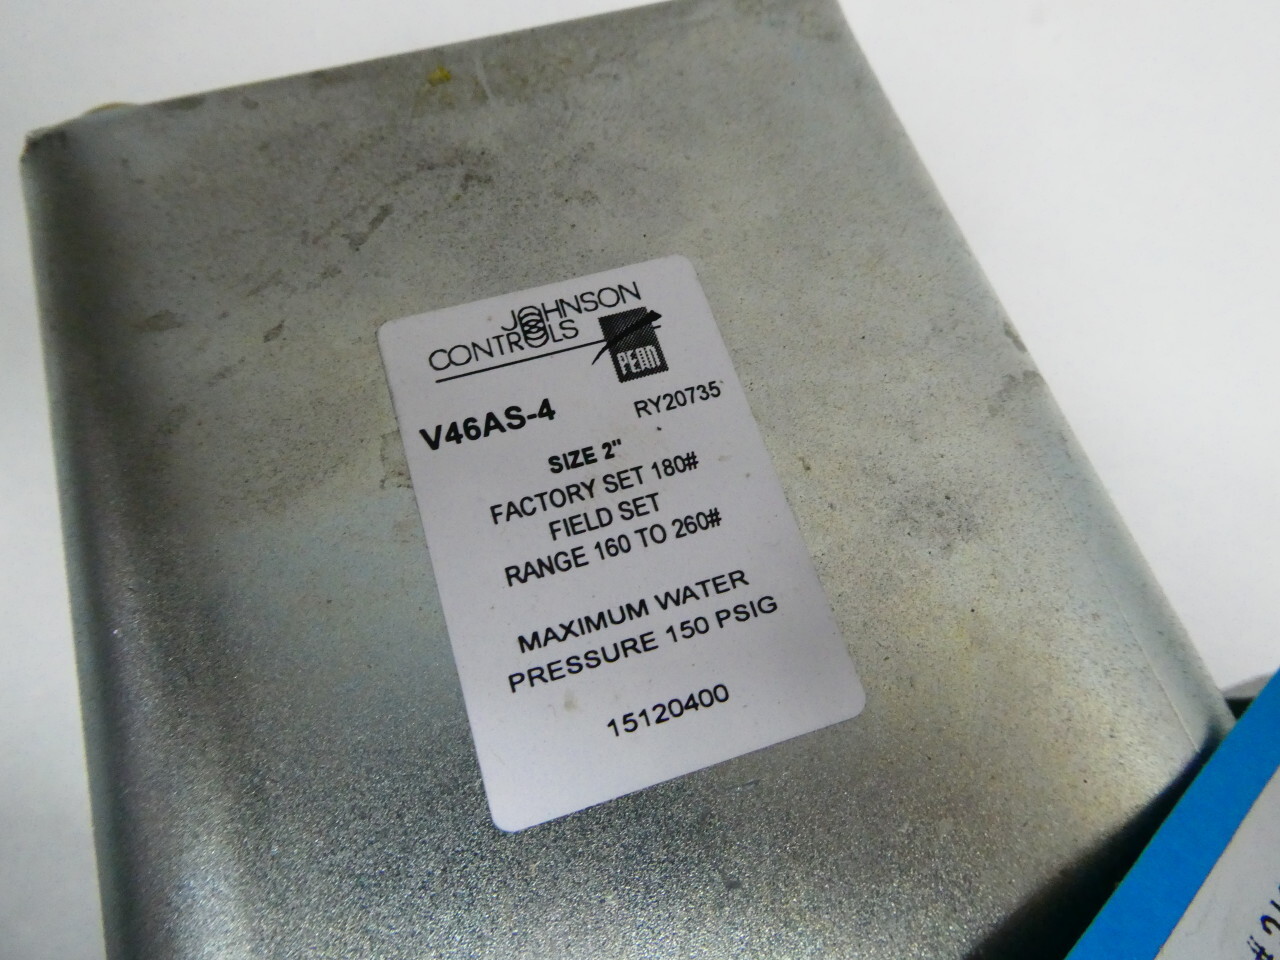 JOHNSON
CONTROLS
PENN
V46AS-4 RY20735
SIZE 2"
FACTORY SET 180#
FIELD SET
RANGE 160 TO 260#
MAXIMUM WATER
PRESSURE 150 PSIG
15120400